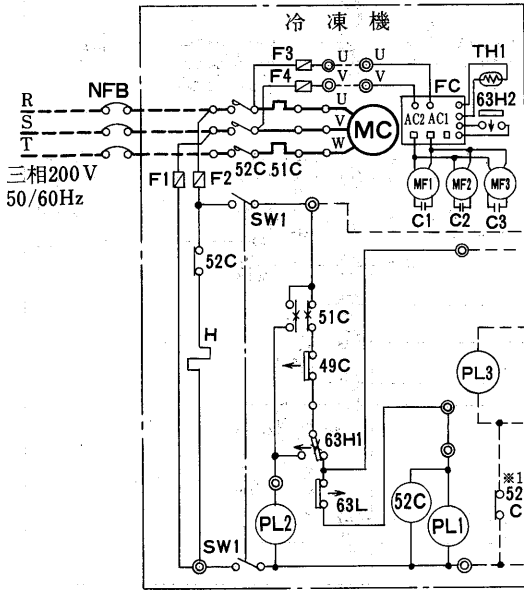 冷凍機
F3 U U TH1
NFB F4 V V FC 63H2
R U
S V MC AC2 AC1
T W
三相200V F1 F2 52C 51C MF1 MF2 MF3
50/60Hz
SW1 C1 C2 C3
52C
51C
H 49C PL3
63H1
※1
52C 52
C
PL2 63L PL1
SW1